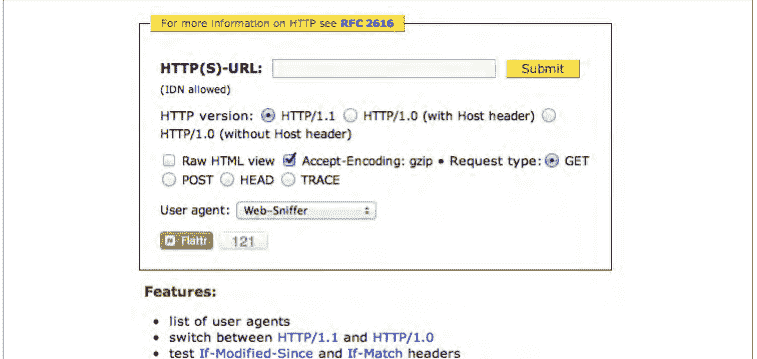 For more information on HTTP see RFC 2616
HTTP(S)-URL: Submit
(IDN allowed)
HTTP version: HTTP/1.1 HTTP/1.0 (with Host header)
HTTP/1.0 (without Host header)
Raw HTML view Accept-Encoding: gzip • Request type: GET
POST HEAD TRACE
User agent: Web-Sniffer
Flattr 121
Features:
• list of user agents
• switch between HTTP/1.1 and HTTP/1.0
• test If-Modified-Since and If-Match headers